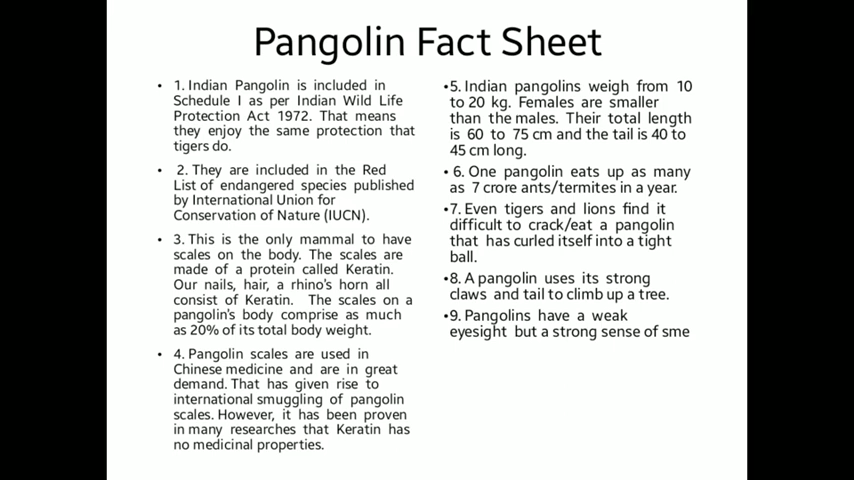 Pangolin Fact Sheet
• 1. Indian Pangolin is included in
Schedule I as per Indian Wild Life
Protection Act 1972. That means
they enjoy the same protection that
tigers do.
• 2. They are included in the Red
List of endangered species published
by International Union for
Conservation of Nature (IUCN).
• 3. This is the only mammal to have
scales on the body. The scales are
made of a protein called Keratin.
Our nails, hair, a rhino's horn all
consist of Keratin. The scales on a
pangolin's body comprise as much
as 20% of its total body weight.
• 4. Pangolin scales are used in
Chinese medicine and are in great
demand. That has given rise to
international smuggling of pangolin
scales. However, it has been proven
in many researches that Keratin has
no medicinal properties.
•5. Indian pangolins weigh from 10
to 20 kg. Females are smaller
than the males. Their total length
is 60 to 75 cm and the tail is 40 to
45 cm long.
• 6. One pangolin eats up as many
as 7 crore ants/termites in a year.
•7. Even tigers and lions find it
difficult to crack/eat a pangolin
that has curled itself into a tight
ball.
•8. A pangolin uses its strong
claws and tail to climb up a tree.
•9. Pangolins have a weak
eyesight but a strong sense of sme